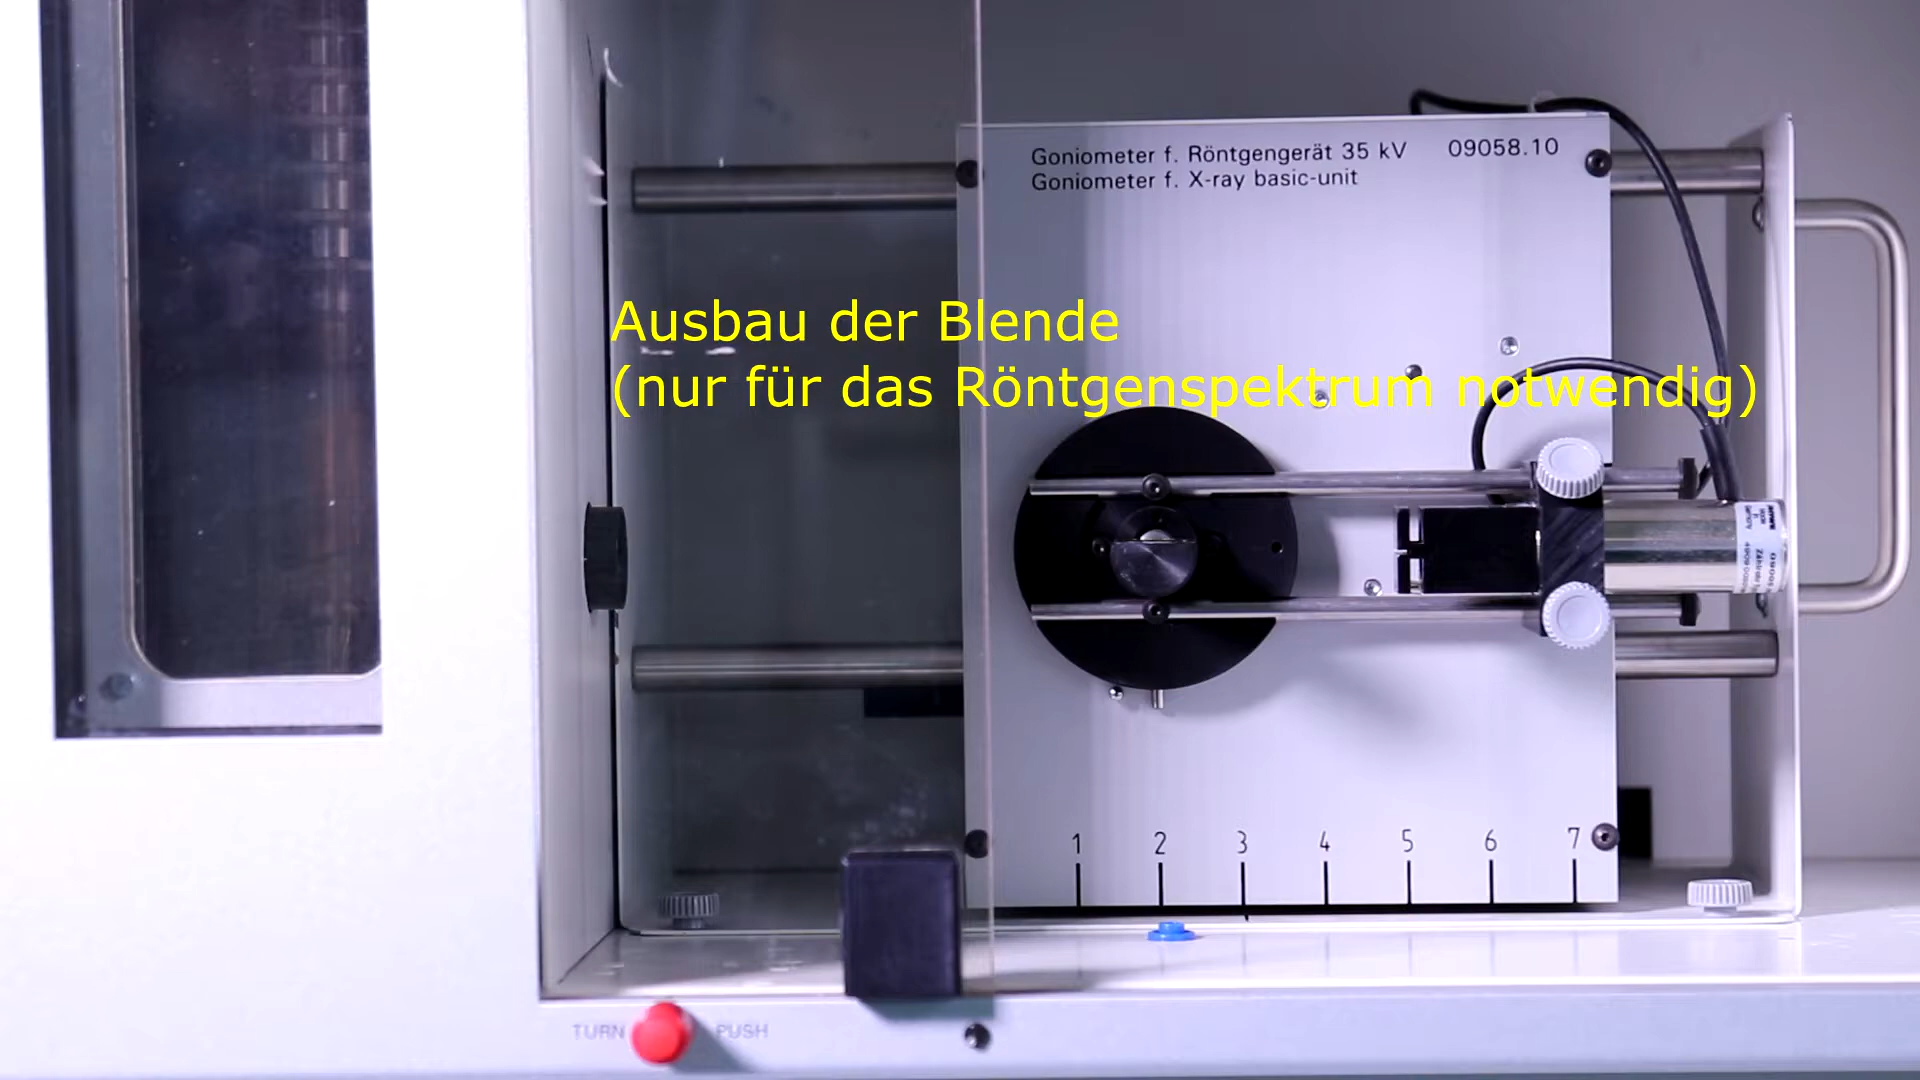 Goniometer f. Röntgengerät 35 kV 09058.10
Goniometer f. X-ray basic-unit
Ausbau der Blende
(nur für das Röntgenspektrum notwendig)
1 2 3 4 5 6 7
TURN PUSH